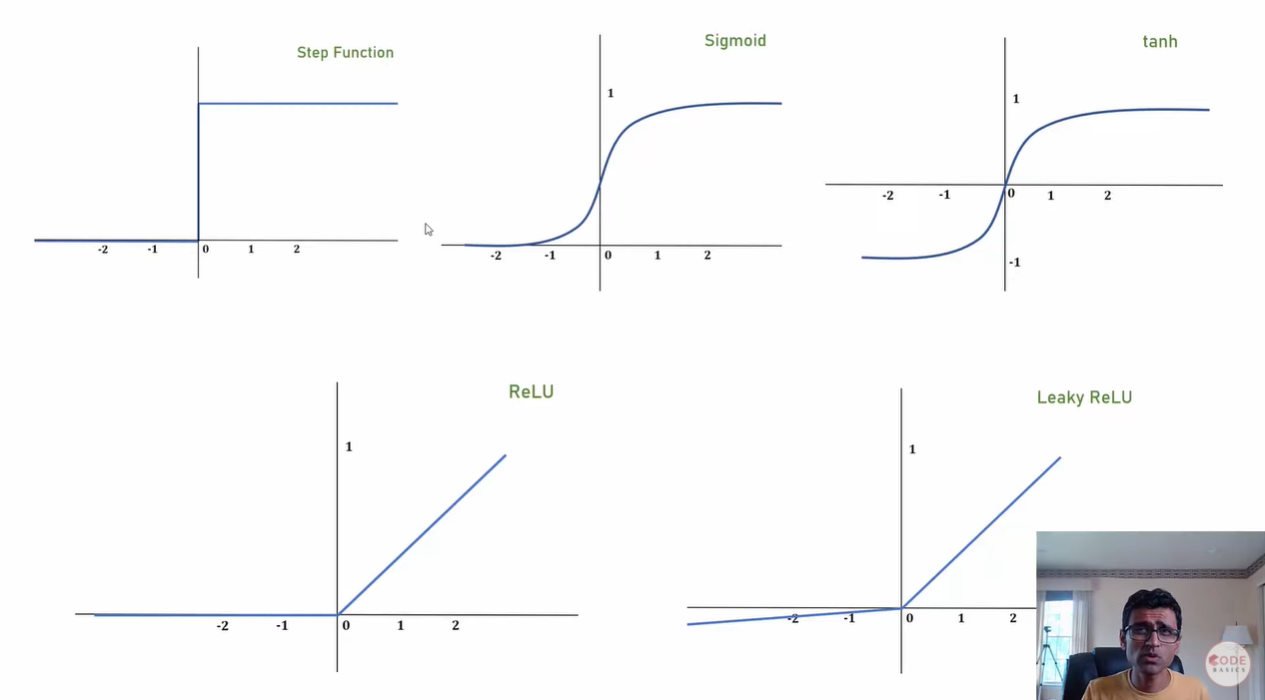 Step Function
-2 -1 0 1 2
Sigmoid
1
-2 -1 0 1 2
tanh
1
-2 -1 0 1 2
-1
ReLU
1
-2 -1 0 1 2
Leaky ReLU
1
-2 -1 0 1 2
CODE
BASICS